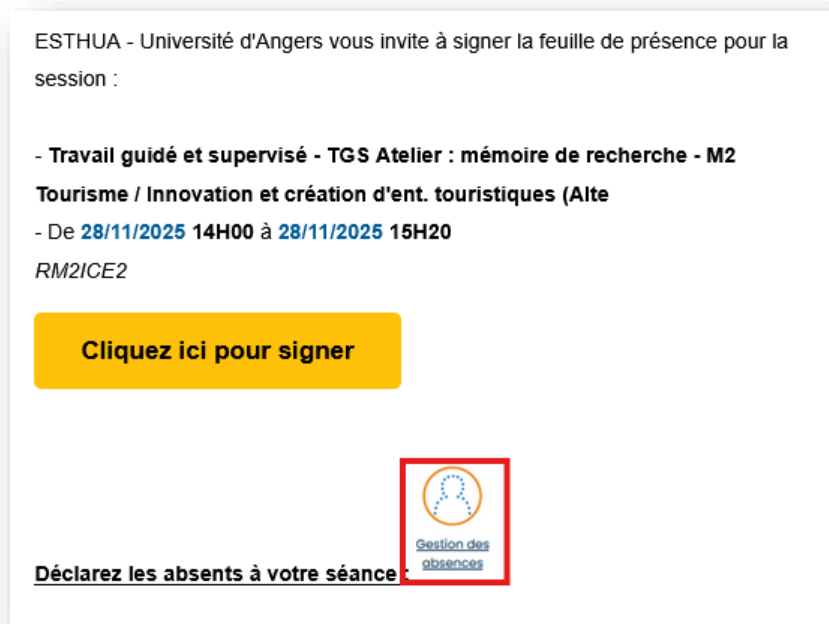 ESTHUA - Université d'Angers vous invite à signer la feuille de présence pour la
session :
- Travail guidé et supervisé - TGS Atelier : mémoire de recherche - M2
Tourisme / Innovation et création d'ent. touristiques (Alte
- De 28/11/2025 14H00 à 28/11/2025 15H20
RM2ICE2
Cliquez ici pour signer
Gestion des
absences
Déclarez les absents à votre séance :